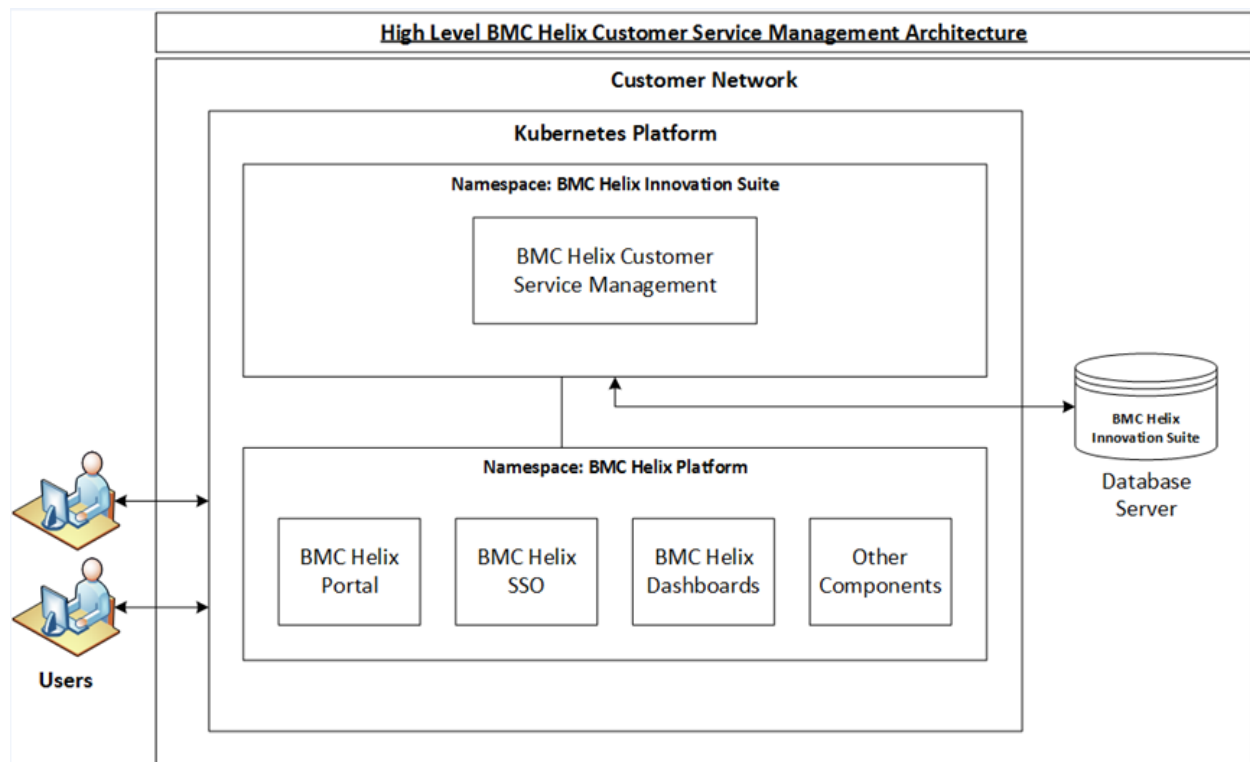 High Level BMC Helix Customer Service Management Architecture
Customer Network
Kubernetes Platform
Namespace: BMC Helix Innovation Suite
BMC Helix Customer
Service Management
BMC Helix
Innovation Suite
Database
Server
Namespace: BMC Helix Platform
BMC Helix
Portal
BMC Helix
SSO
BMC Helix
Dashboards
Other
Components
Users